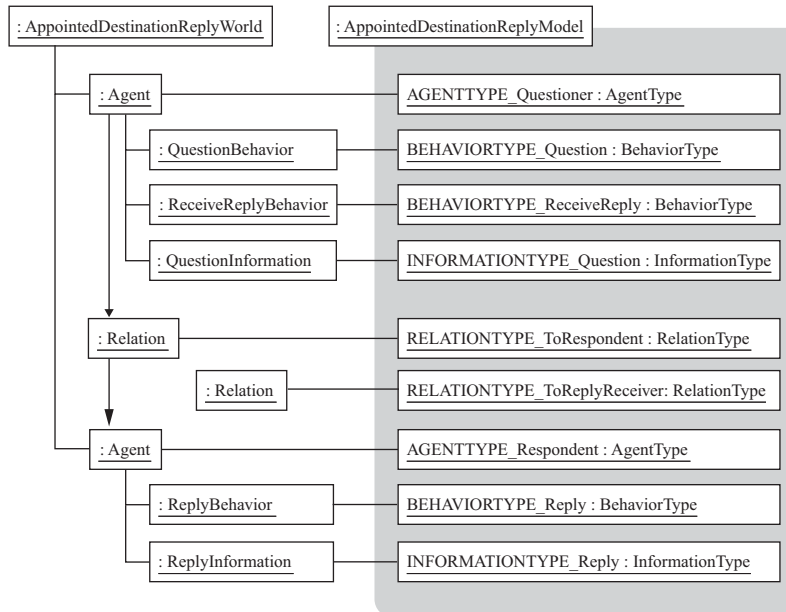 : AppointedDestinationReplyWorld
: AppointedDestinationReplyModel
: Agent
AGENTTYPE_Questioner : AgentType
: QuestionBehavior
BEHAVIORTYPE_Question : BehaviorType
: ReceiveReplyBehavior
BEHAVIORTYPE_ReceiveReply : BehaviorType
: QuestionInformation
INFORMATIONTYPE_Question : InformationType
: Relation
RELATIONTYPE_ToRespondent : RelationType
: Relation
RELATIONTYPE_ToReplyReceiver: RelationType
: Agent
AGENTTYPE_Respondent : AgentType
: ReplyBehavior
BEHAVIORTYPE_Reply : BehaviorType
: ReplyInformation
INFORMATIONTYPE_Reply : InformationType